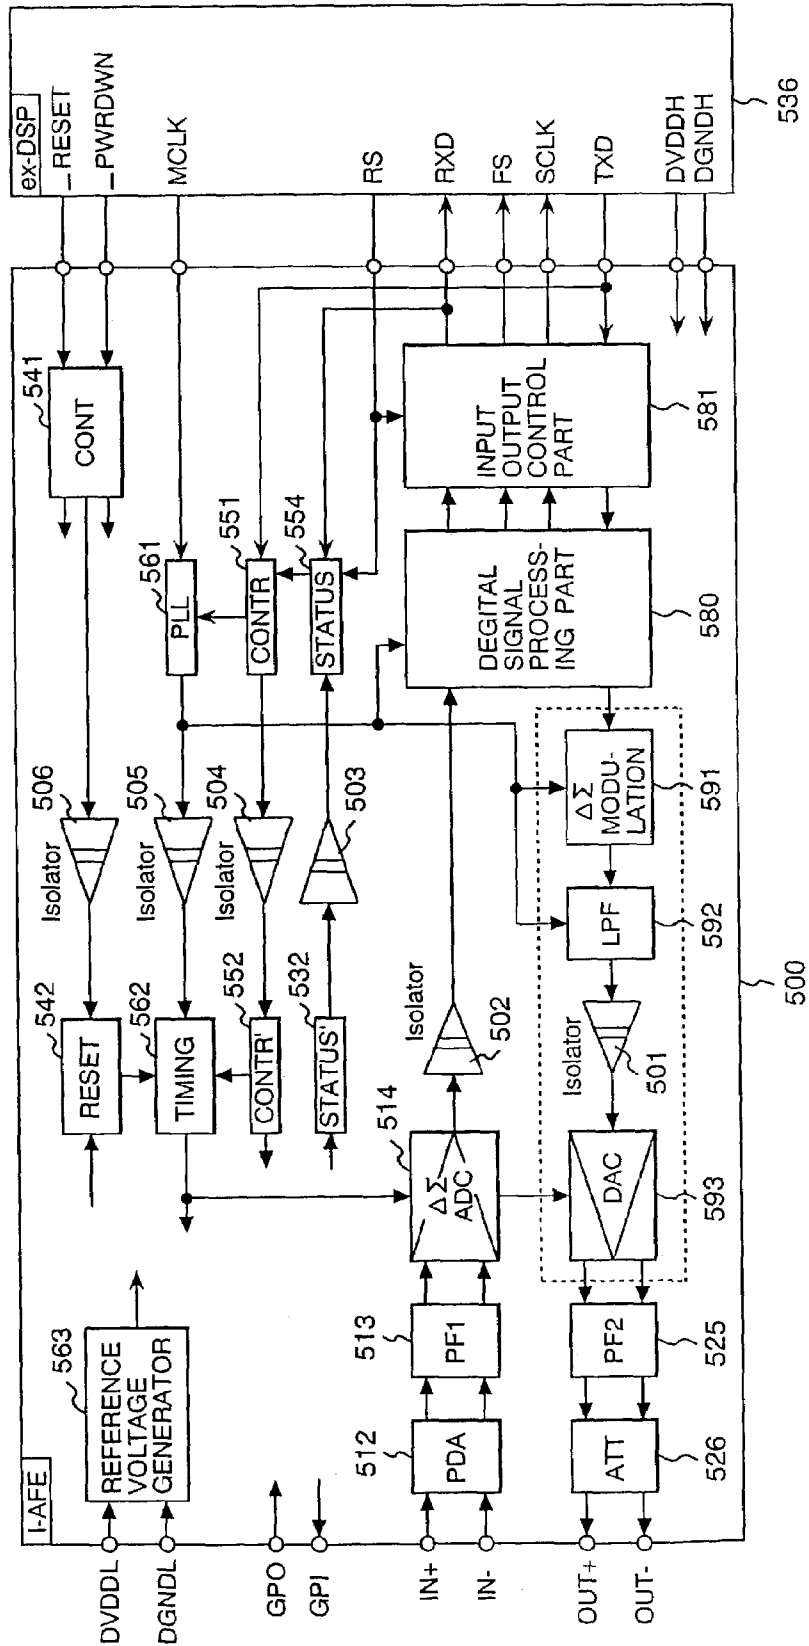 I-AFE
DVDDL
DGNDL
GPO
GPI
IN+
IN-
OUT+
OUT-
563
REFERENCE
VOLTAGE
GENERATOR
542
RESET
562
TIMING
552
CONTR'
532
STATUS'
Isolator
506
Isolator
505
Isolator
504
503
541
CONT
561
PLL
551
CONTR
554
STATUS
512
PDA
513
PF1
514
ΔΣ
ADC
Isolator
502
DEGITAL
SIGNAL
PROCESS-
ING PART
580
INPUT
OUTPUT
CONTROL
PART
581
ATT
526
PF2
525
DAC
593
Isolator
501
LPF
592
ΔΣ
MODU-
LATION
591
500
ex-DSP
_RESET
_PWRDWN
MCLK
RS
RXD
FS
SCLK
TXD
DVDDH
DGNDH
536